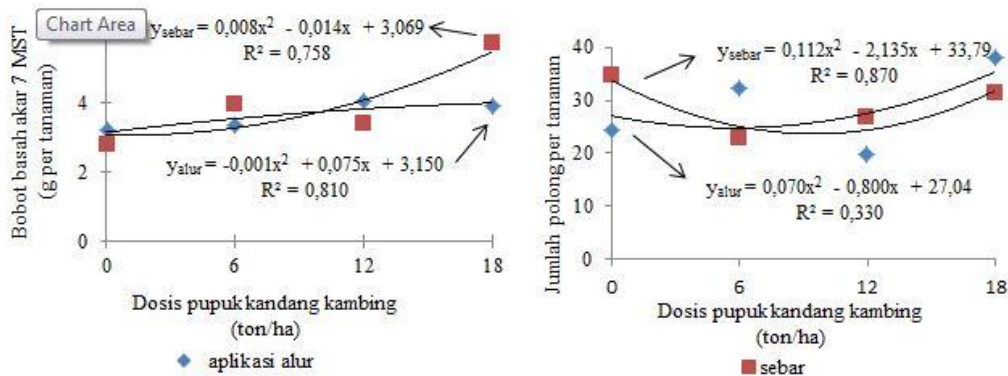 Chart Area
ysebar = 0,008x² - 0,014x + 3,069
R² = 0,758
Bobot basah akar 7 MST
(g per tanaman)
6
4
2
0
yalur = -0,001x² + 0,075x + 3,150
R² = 0,810
0 6 12 18
Dosis pupuk kandang kambing
(ton/ha)
aplikasi alur
Jumlah polong per tanaman
40
30
20
10
0
ysebar = 0,112x² - 2,135x + 33,79
R² = 0,870
yalur = 0,070x² - 0,800x + 27,04
R² = 0,330
0 6 12 18
Dosis pupuk kandang kambing
(ton/ha)
sebar